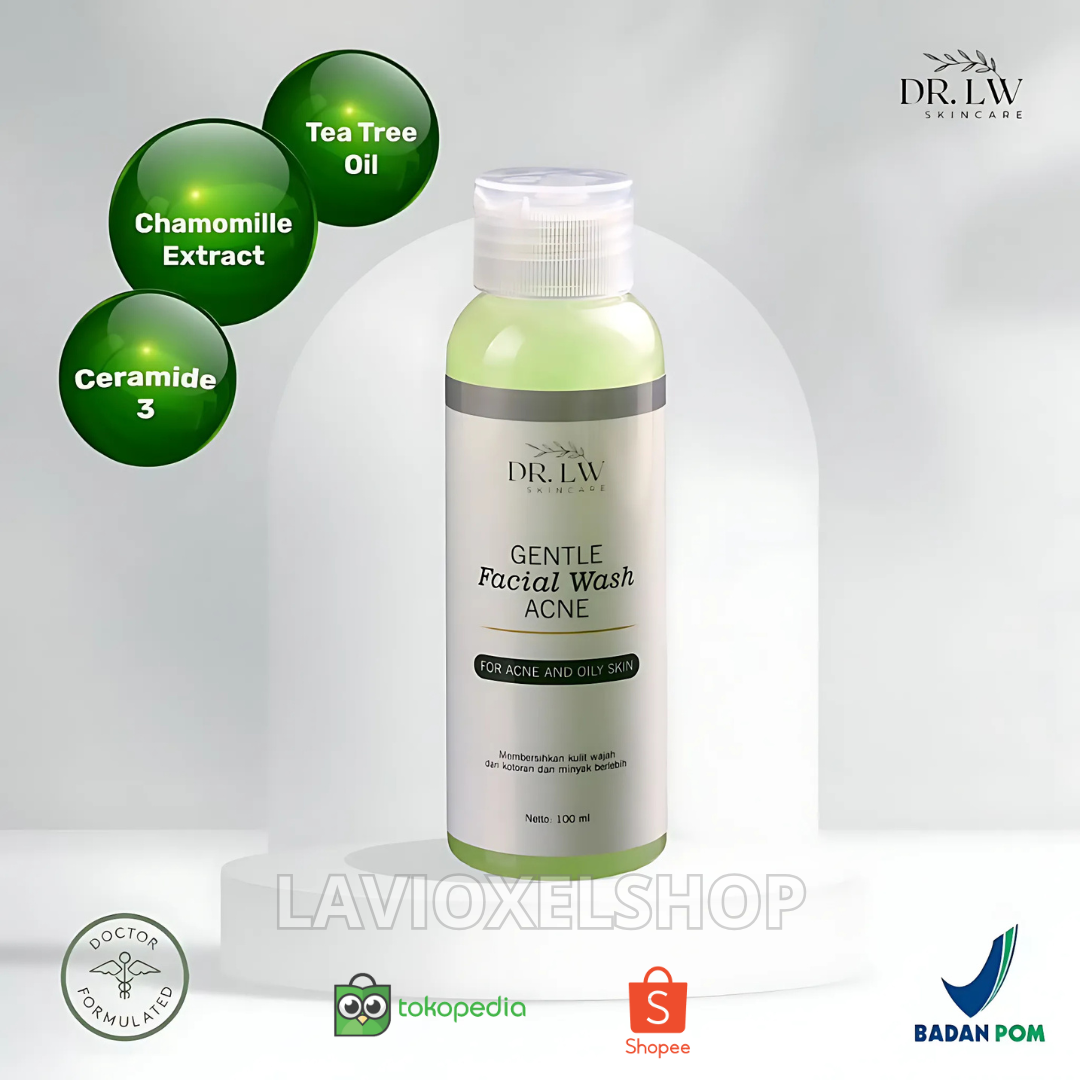 Tea Tree
Oil
Chamomille
Extract
Ceramide
3
DR. LW
SKINCARE
DR. LW
SKINCARE
GENTLE
Facial Wash
ACNE
FOR ACNE AND OILY SKIN
Membersihkan kulit wajah
dari kotoran dan minyak berlebih
Netto: 100 ml
LAVIOXELSHOP
DOCTOR
FORMULATED
tokopedia
S
Shopee
BADAN POM